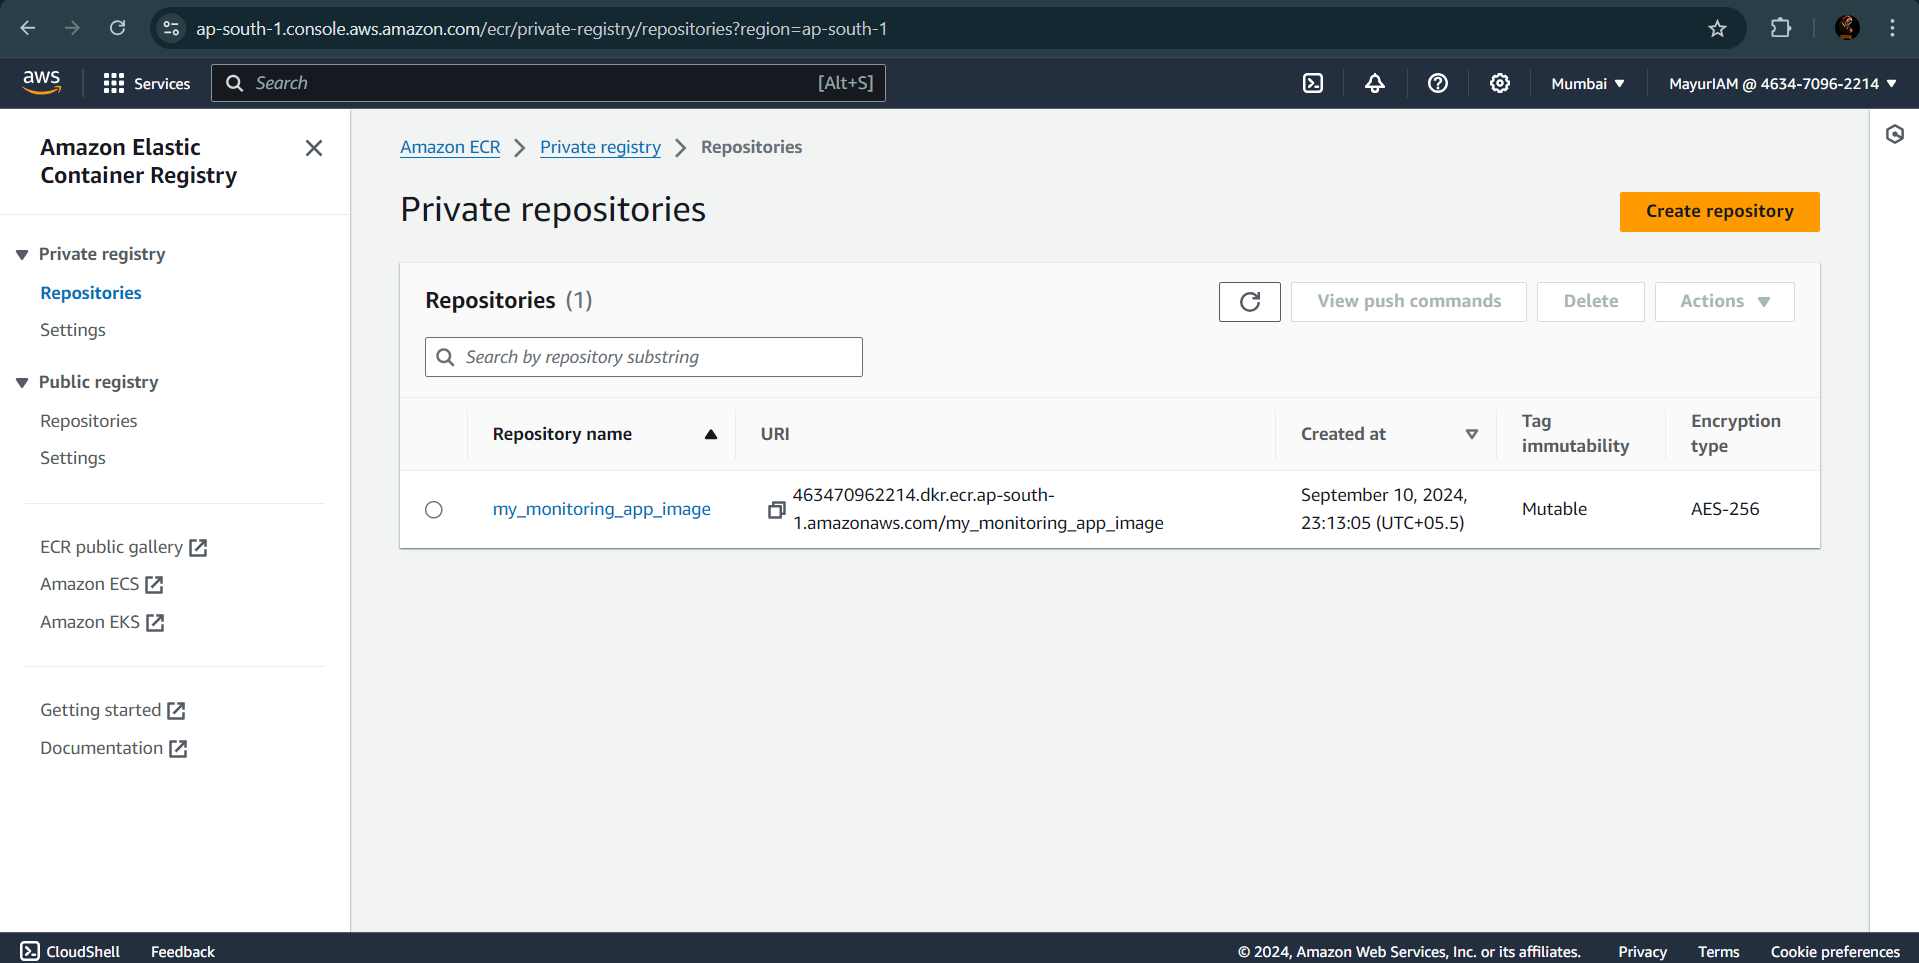 ap-south-1.console.aws.amazon.com/ecr/private-registry/repositories?region=ap-south-1
aws
Services
Search
[Alt+S]
Mumbai
MayurIAM @ 4634-7096-2214
Amazon Elastic
Container Registry
Private registry
Repositories
Settings
Public registry
Repositories
Settings
ECR public gallery
Amazon ECS
Amazon EKS
Getting started
Documentation
Amazon ECR
Private registry
Repositories
Private repositories
Create repository
Repositories (1)
View push commands
Delete
Actions
Search by repository substring
Repository name
URI
Created at
Tag
immutability
Encryption
type
my_monitoring_app_image
463470962214.dkr.ecr.ap-south-
1.amazonaws.com/my_monitoring_app_image
September 10, 2024,
23:13:05 (UTC+05.5)
Mutable
AES-256
CloudShell
Feedback
© 2024, Amazon Web Services, Inc. or its affiliates.
Privacy
Terms
Cookie preferences